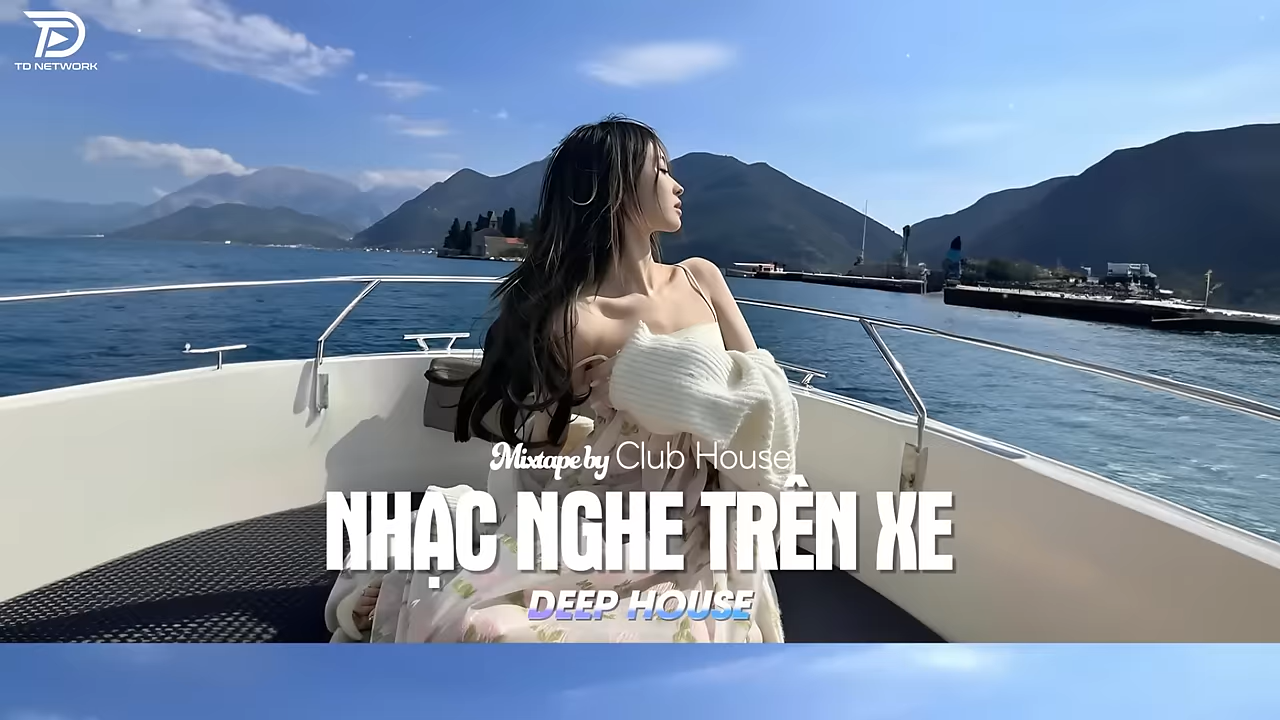 TD NETWORK
Mixtape by Club House
NHẠC NGHE TRÊN XE
DEEP HOUSE